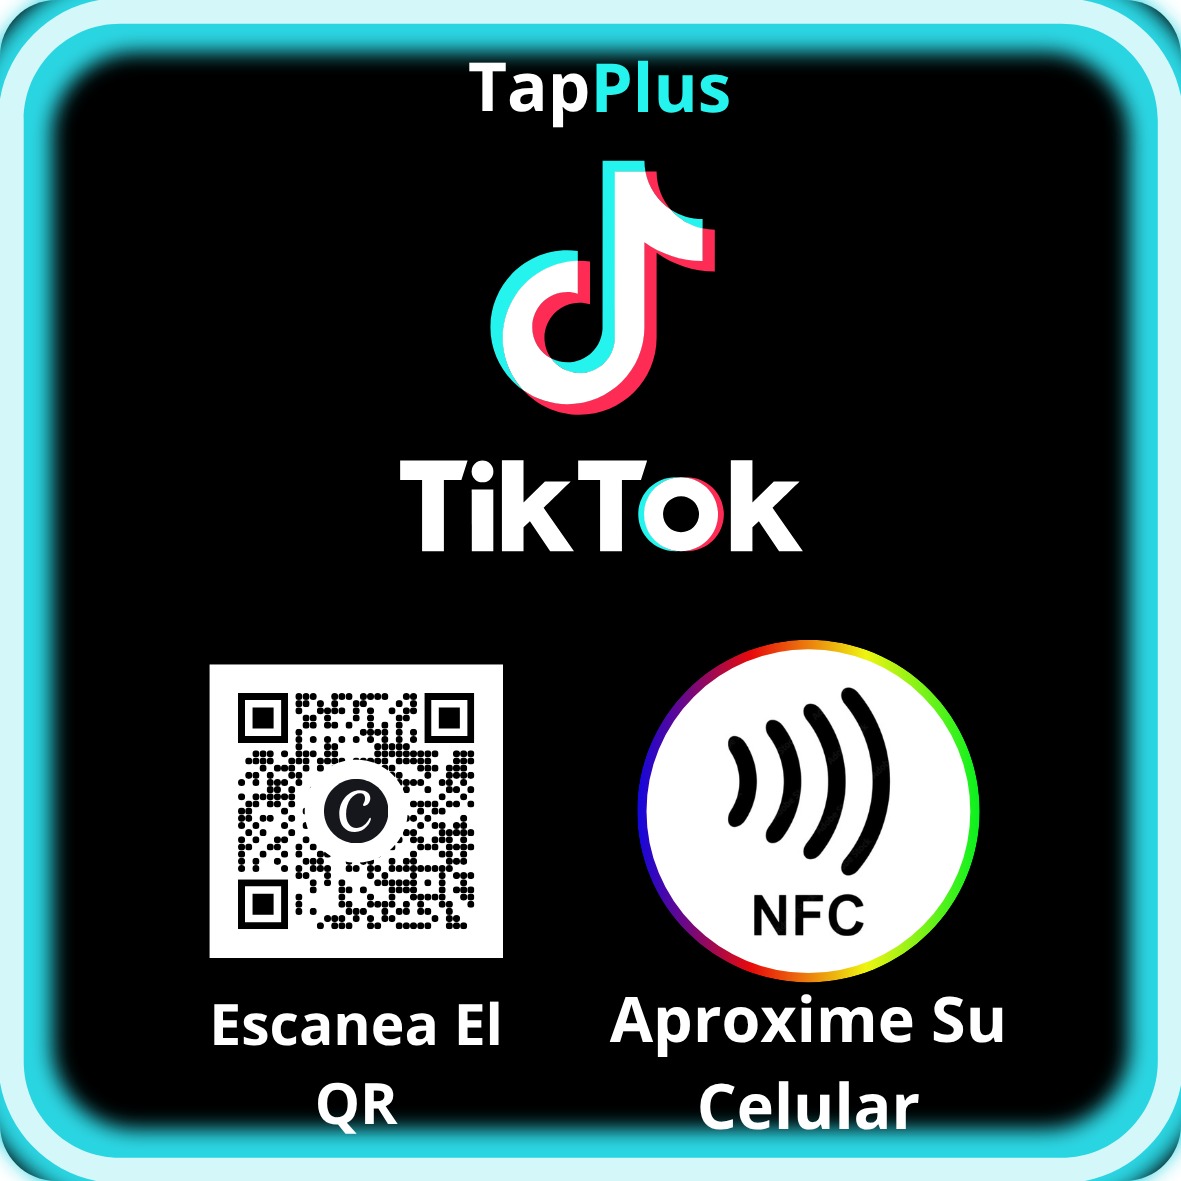 TapPlus
TikTok
C
NFC
Escanea El
QR
Aproxime Su
Celular